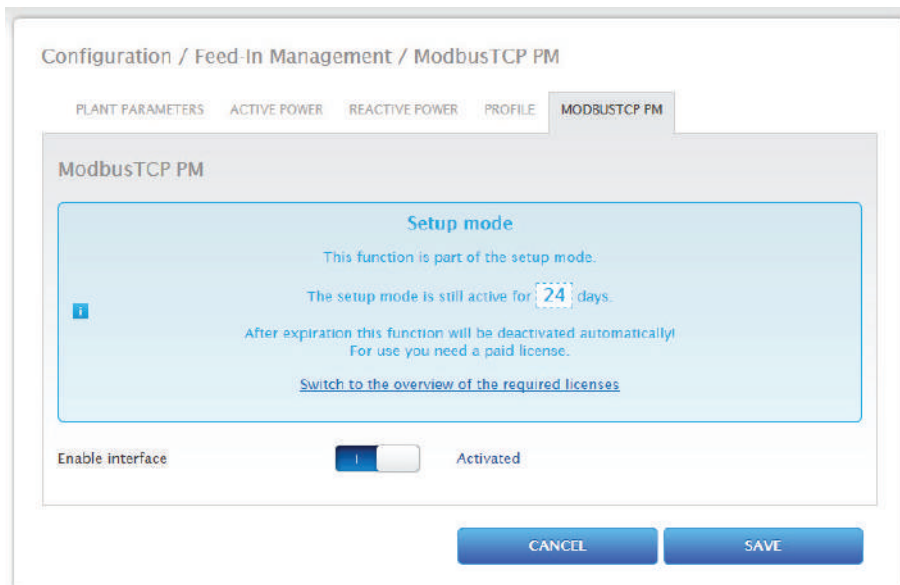 Configuration / Feed-In Management / ModbusTCP PM
PLANT PARAMETERS ACTIVE POWER REACTIVE POWER PROFILE MODBUSTCP PM
ModbusTCP PM
Setup mode
This function is part of the setup mode.
The setup mode is still active for 24 days.
i
After expiration this function will be deactivated automatically!
For use you need a paid license.
Switch to the overview of the required licenses
Enable interface I Activated
CANCEL SAVE